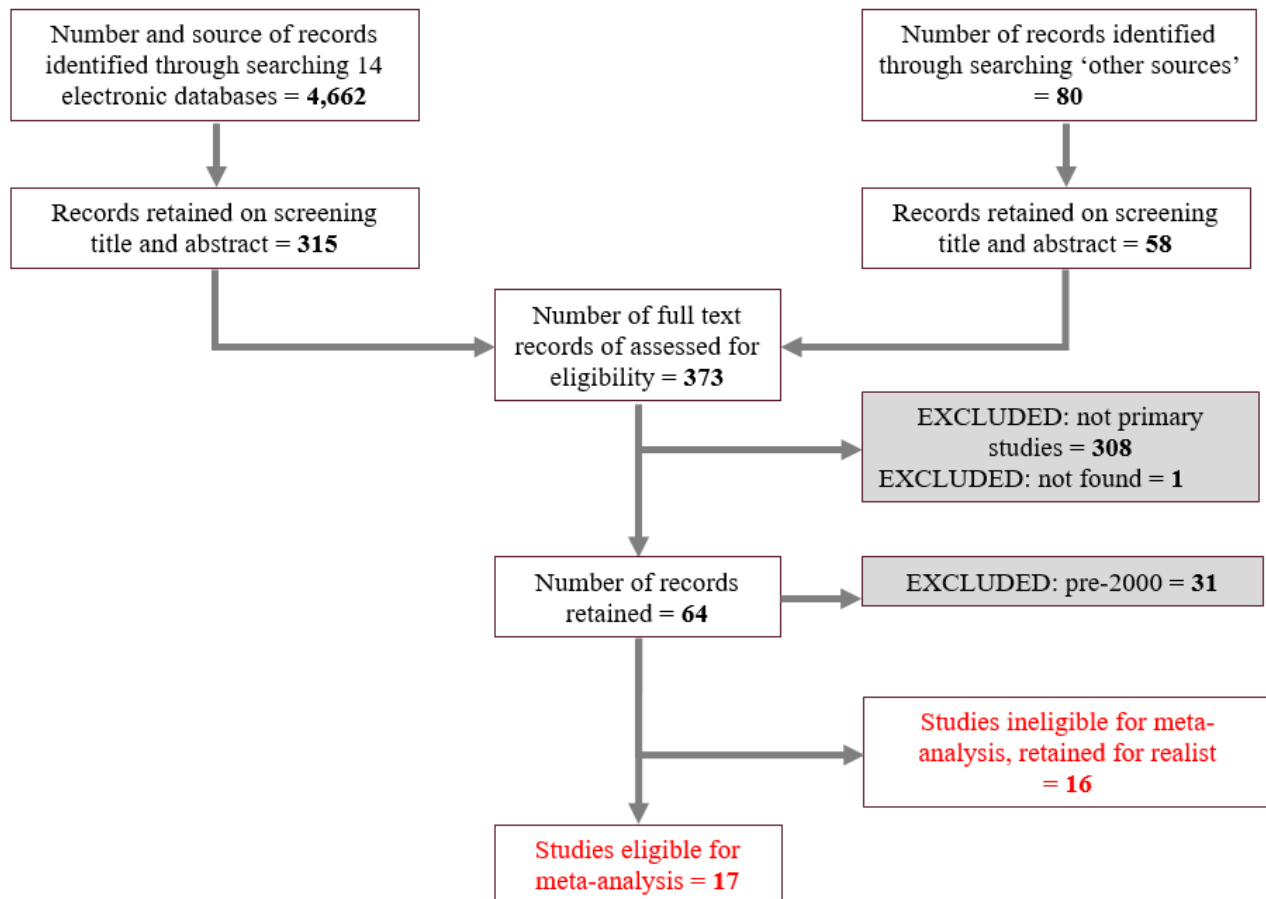 Number and source of records
identified through searching 14
electronic databases = 4,662
Number of records identified
through searching ‘other sources’
= 80
Records retained on screening
title and abstract = 315
Records retained on screening
title and abstract = 58
Number of full text
records of assessed for
eligibility = 373
EXCLUDED: not primary
studies = 308
EXCLUDED: not found = 1
Number of records
retained = 64
EXCLUDED: pre-2000 = 31
Studies ineligible for meta-
analysis, retained for realist
= 16
Studies eligible for
meta-analysis = 17